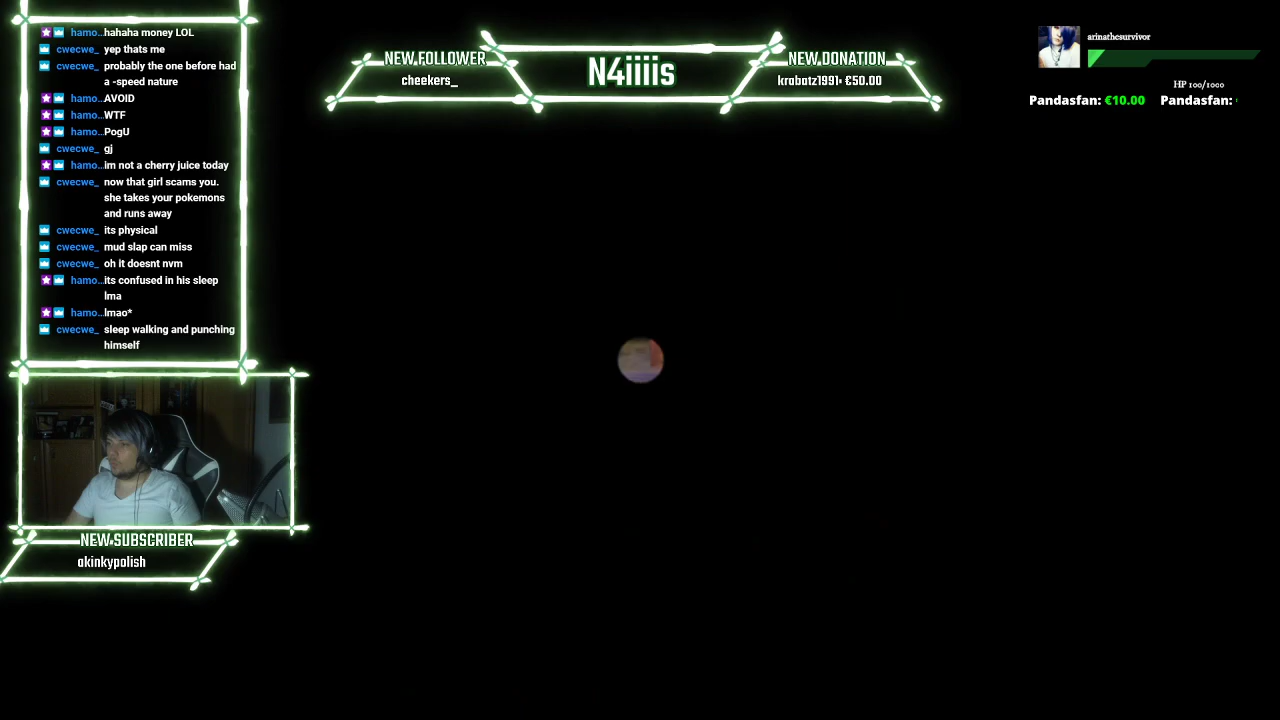 hamo..hahaha money LOL
cwecwe_ yep thats me
cwecwe_ probably the one before had
a -speed nature
hamo..AVOID
hamo..WTF
hamo..PogU
cwecwe_ gj
hamo..im not a cherry juice today
cwecwe_ now that girl scams you.
she takes your pokemons
and runs away
cwecwe_ its physical
cwecwe_ mud slap can miss
cwecwe_ oh it doesnt nvm
hamo..its confused in his sleep
lma
hamo..lmao*
cwecwe_ sleep walking and punching
himself
NEW FOLLOWER
cheekers_
N4iiiis
NEW DONATION
krabatz1991: €50.00
arinathesurvivor
HP 100/1000
Pandasfan: €10.00 Pandasfan:
NEW SUBSCRIBER
akinkypolish